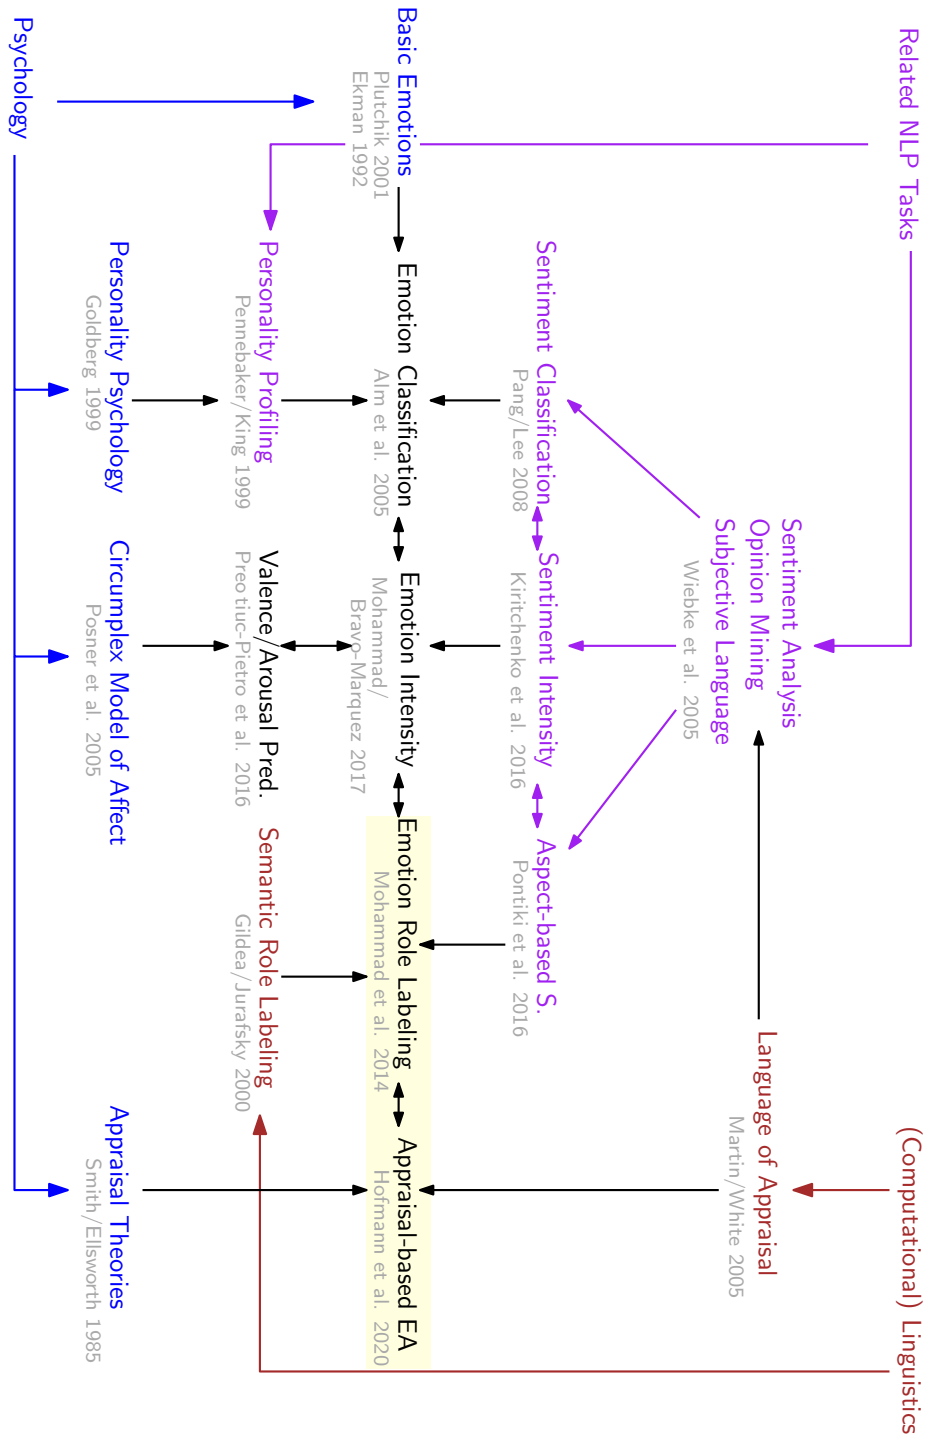 Related NLP Tasks
(Computational) Linguistics
Sentiment Analysis
Opinion Mining
Subjective Language
Wiebke et al. 2005
Language of Appraisal
Martin/White 2005
Sentiment Classification
Pang/Lee 2008
Sentiment Intensity
Kiritchenko et al. 2016
Aspect-based S.
Pontiki et al. 2016
Basic Emotions
Plutchik 2001
Ekman 1992
Emotion Classification
Alm et al. 2005
Emotion Intensity
Mohammad/
Bravo-Marquez 2017
Emotion Role Labeling
Mohammad et al. 2014
Appraisal-based EA
Hofmann et al. 2020
Personality Profiling
Pennebaker/King 1999
Valence/Arousal Pred.
Preotiuc-Pietro et al. 2016
Semantic Role Labeling
Gildea/Jurafsky 2000
Personality Psychology
Goldberg 1999
Circumplex Model of Affect
Posner et al. 2005
Appraisal Theories
Smith/Ellsworth 1985
Psychology